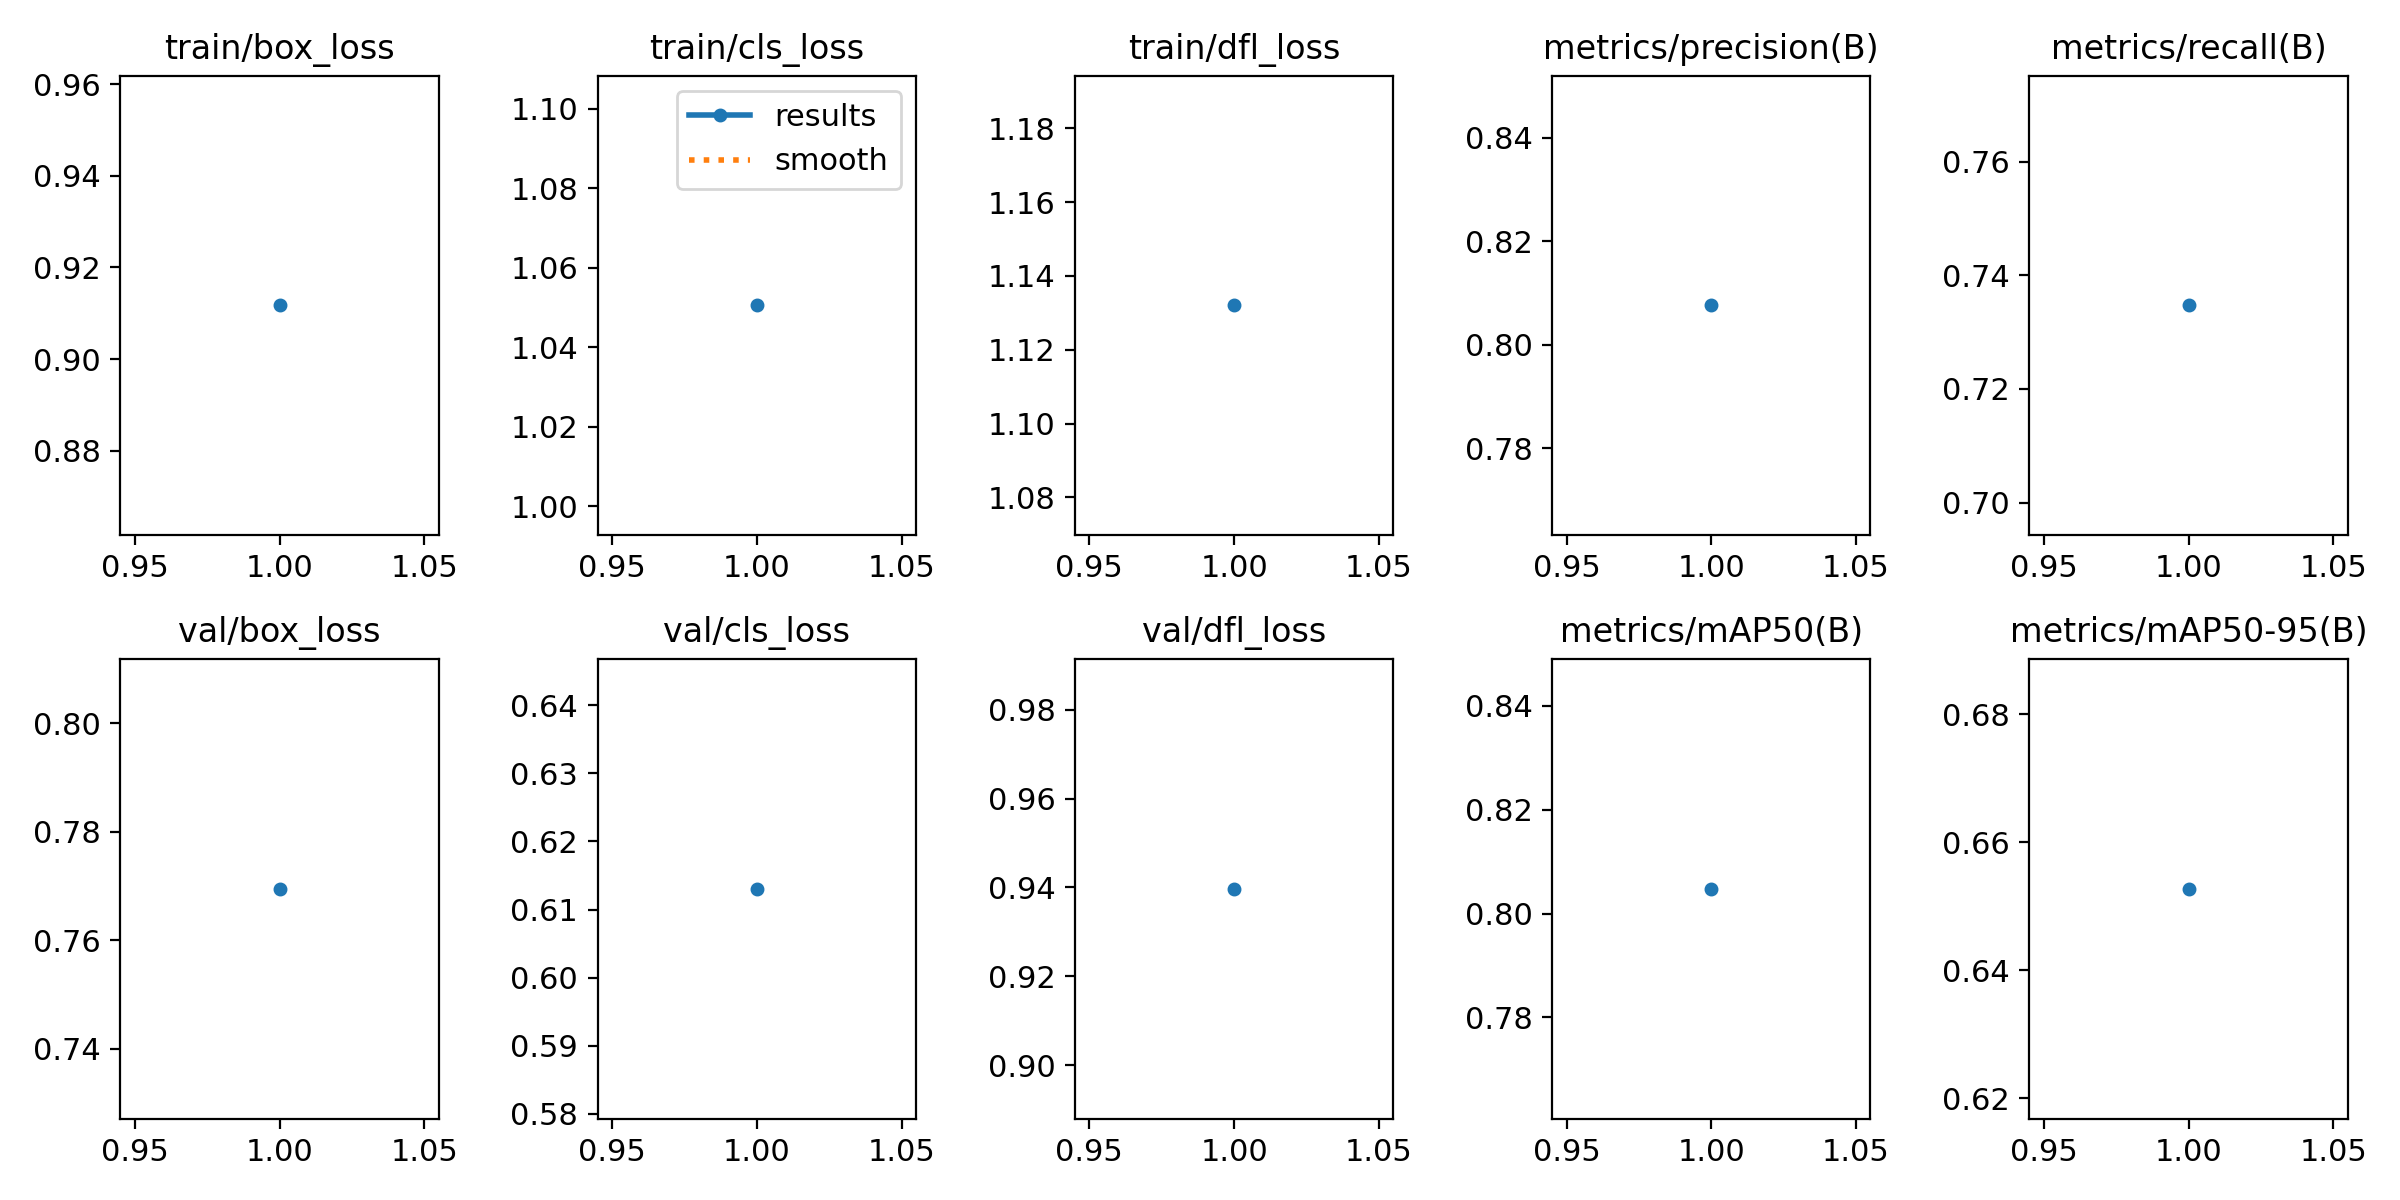 train/box_loss
0.96
0.94
0.92
0.90
0.88
0.95 1.00 1.05
train/cls_loss
results
smooth
1.10
1.08
1.06
1.04
1.02
1.00
0.95 1.00 1.05
train/dfl_loss
1.18
1.16
1.14
1.12
1.10
1.08
0.95 1.00 1.05
metrics/precision(B)
0.84
0.82
0.80
0.78
0.95 1.00 1.05
metrics/recall(B)
0.76
0.74
0.72
0.70
0.95 1.00 1.05
val/box_loss
0.80
0.78
0.76
0.74
0.95 1.00 1.05
val/cls_loss
0.64
0.63
0.62
0.61
0.60
0.59
0.58
0.95 1.00 1.05
val/dfl_loss
0.98
0.96
0.94
0.92
0.90
0.95 1.00 1.05
metrics/mAP50(B)
0.84
0.82
0.80
0.78
0.95 1.00 1.05
metrics/mAP50-95(B)
0.68
0.66
0.64
0.62
0.95 1.00 1.05